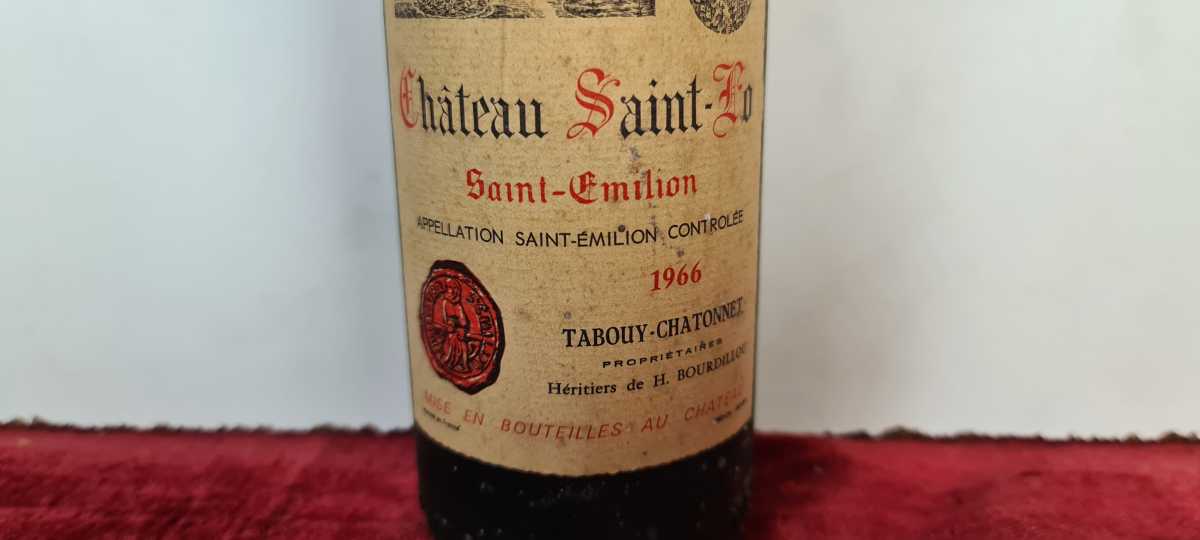 Château Saint-Fo
Saint-Emilion
APPELLATION SAINT-ÉMILION CONTROLÉE
1966
TABOUY-CHATONNET
PROPRIÉTAIRES
Héritiers de H. BOURDILLOU
MISE EN BOUTEILLES AU CHATEAU